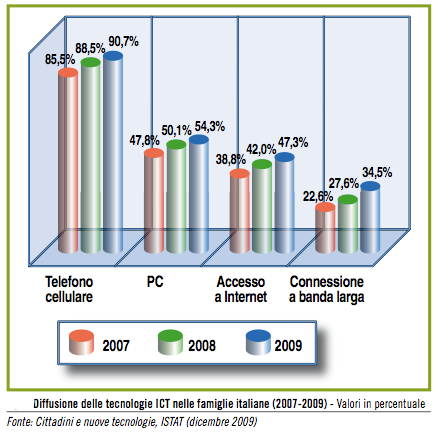 85,5% 88,5% 90,7%
47,8% 50,1% 54,3%
38,8% 42,0% 47,3%
22,6% 27,6% 34,5%
Telefono
cellulare
PC
Accesso
a Internet
Connessione
a banda larga
2007 2008 2009
Diffusione delle tecnologie ICT nelle famiglie italiane (2007-2009) - Valori in percentuale
Fonte: Cittadini e nuove tecnologie, ISTAT (dicembre 2009)